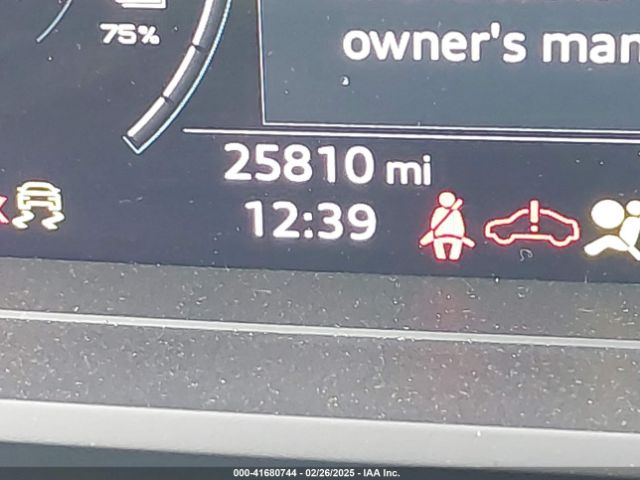 75%
owner's man
25810 mi
12:39
000-41680744 - 02/26/2025 - IAA Inc.